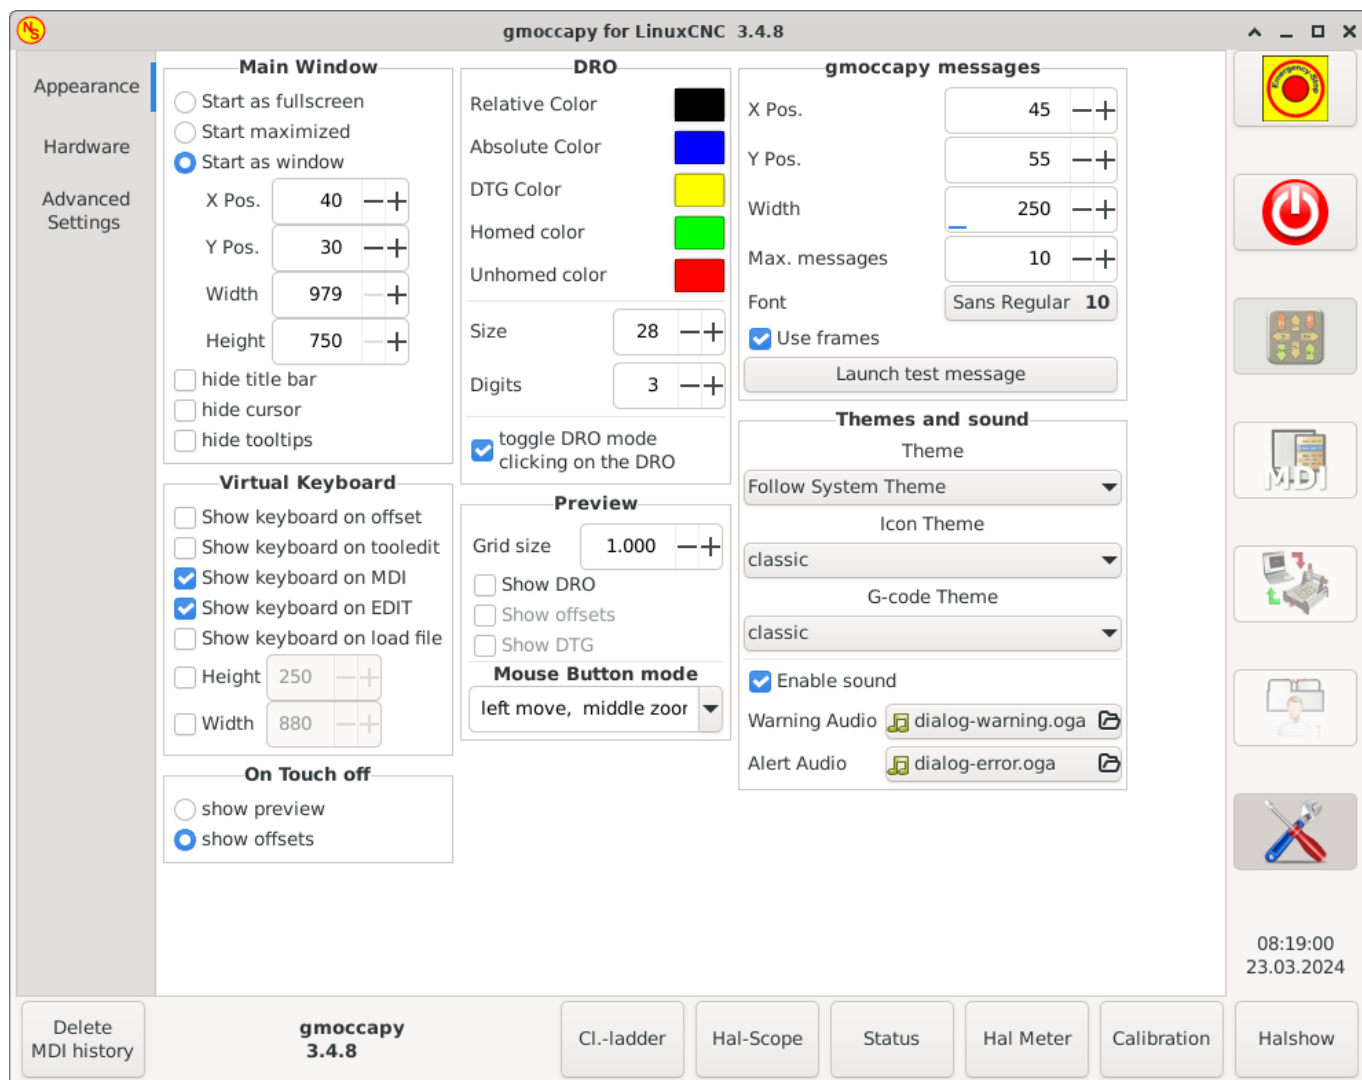 gmoccapy for LinuxCNC 3.4.8
Appearance
Hardware
Advanced
Settings
Main Window
Start as fullscreen
Start maximized
Start as window
X Pos. 40
Y Pos. 30
Width 979
Height 750
hide title bar
hide cursor
hide tooltips
Virtual Keyboard
Show keyboard on offset
Show keyboard on tooledit
Show keyboard on MDI
Show keyboard on EDIT
Show keyboard on load file
Height 250
Width 880
On Touch off
show preview
show offsets
DRO
Relative Color
Absolute Color
DTG Color
Homed color
Unhomed color
Size 28
Digits 3
toggle DRO mode
clicking on the DRO
Preview
Grid size 1.000
Show DRO
Show offsets
Show DTG
Mouse Button mode
left move, middle zoor
gmoccapy messages
X Pos. 45
Y Pos. 55
Width 250
Max. messages 10
Font Sans Regular 10
Use frames
Launch test message
Themes and sound
Theme
Follow System Theme
Icon Theme
classic
G-code Theme
classic
Enable sound
Warning Audio dialog-warning.oga
Alert Audio dialog-error.oga
Emergency-Stop
MDI
08:19:00
23.03.2024
Delete
MDI history
gmoccapy
3.4.8
Cl.-ladder
Hal-Scope
Status
Hal Meter
Calibration
Halshow